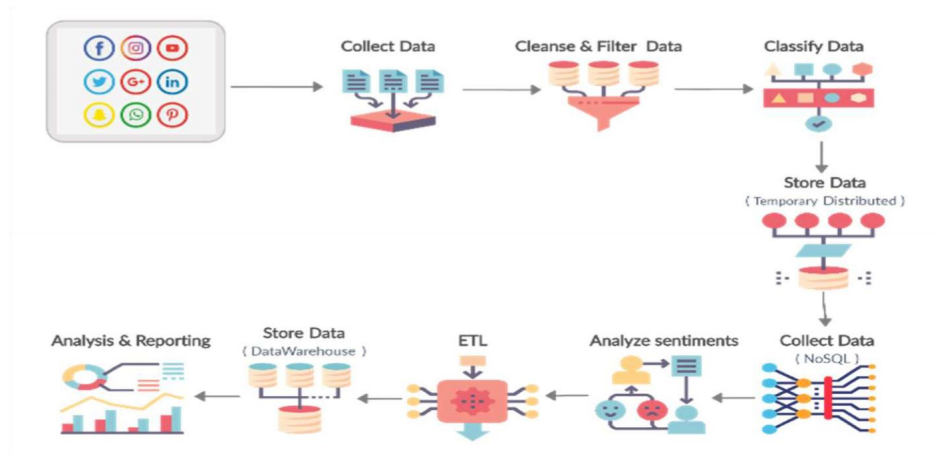 Collect Data
Cleanse & Filter Data
Classify Data
Store Data
( Temporary Distributed )
Collect Data
( NoSQL )
Analyze sentiments
ETL
Store Data
( DataWarehouse )
Analysis & Reporting